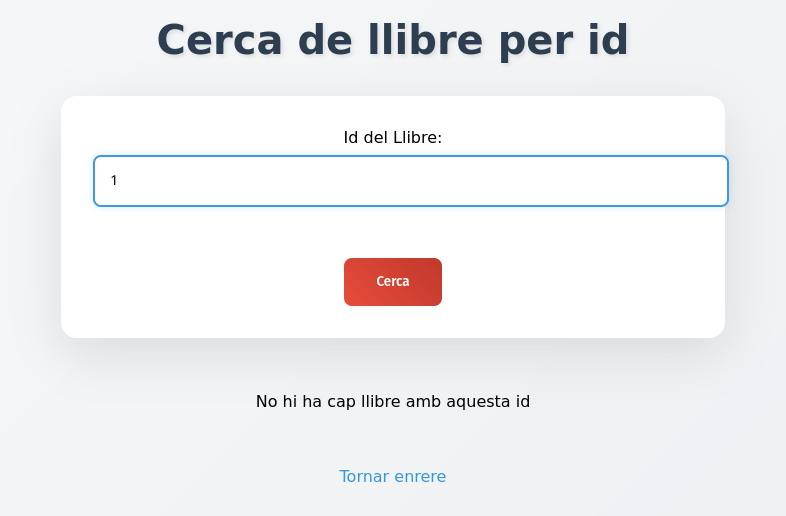 Cerca de llibre per id
Id del Llibre:
1
Cerca
No hi ha cap llibre amb aquesta id
Tornar enrere